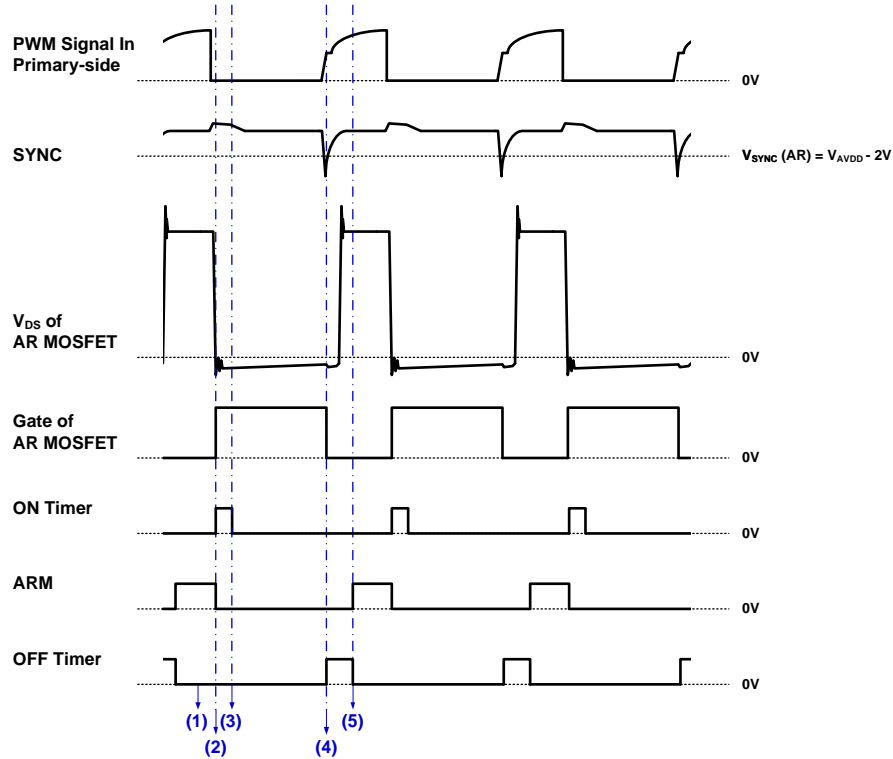 PWM Signal In
Primary-side
0V
SYNC
VSYNC (AR) = VAVDD - 2V
VDS of
AR MOSFET
0V
Gate of
AR MOSFET
0V
ON Timer
0V
ARM
0V
OFF Timer
0V
(1) (3) (5)
(2) (4)